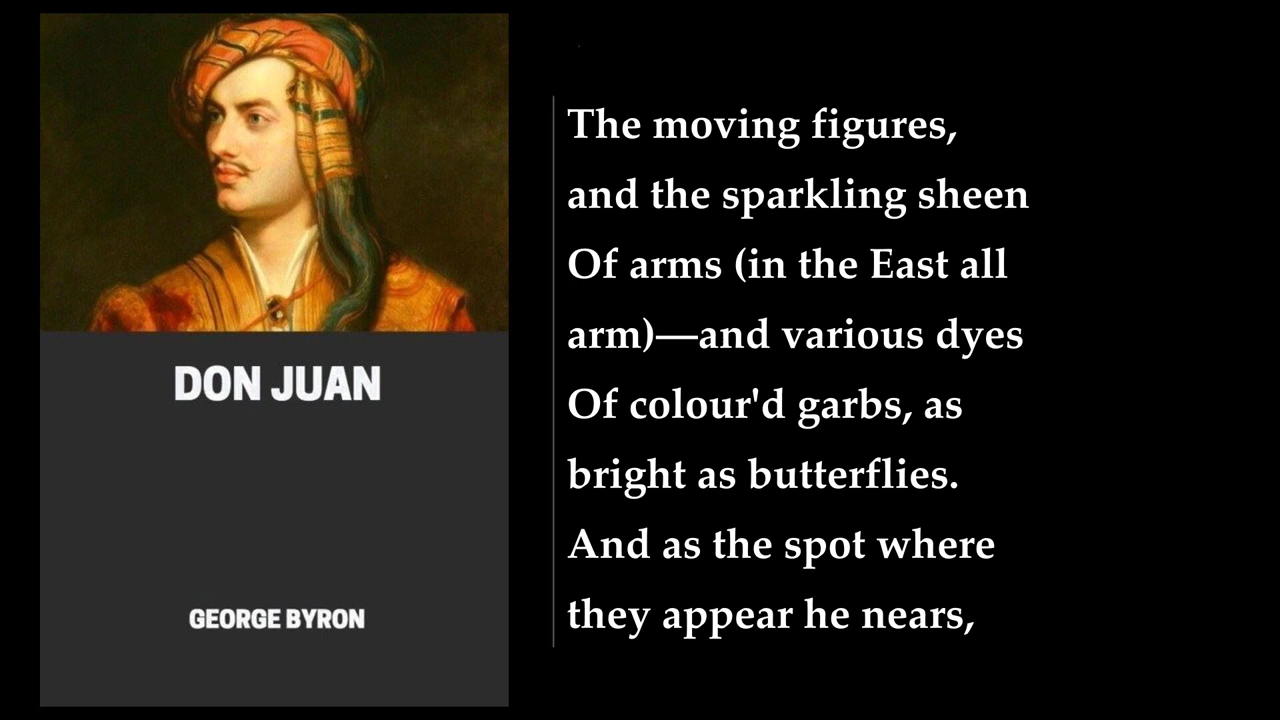 DON JUAN
GEORGE BYRON
The moving figures,
and the sparkling sheen
Of arms (in the East all
arm)—and various dyes
Of colour'd garbs, as
bright as butterflies.
And as the spot where
they appear he nears,